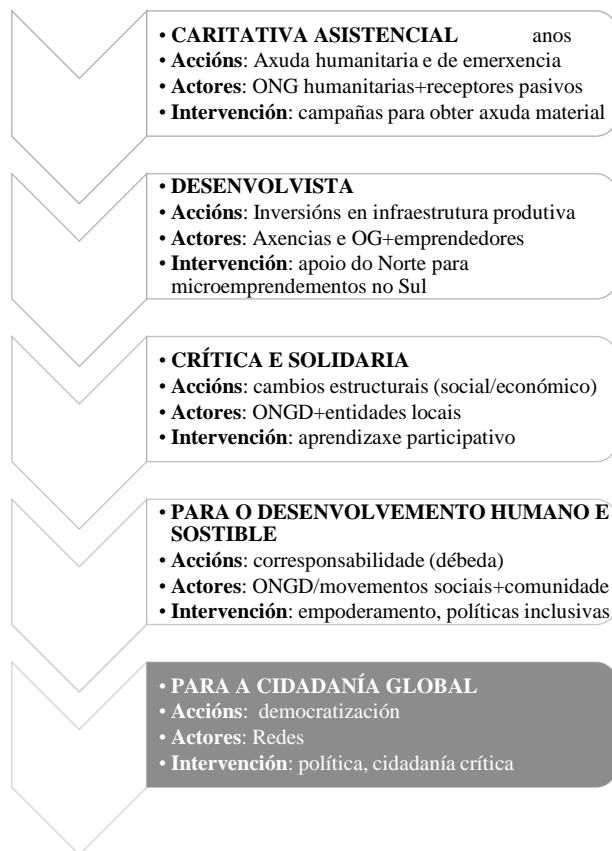 • CARITATIVA ASISTENCIAL anos
• Accións: Axuda humanitaria e de emerxencia
• Actores: ONG humanitarias+receptores pasivos
• Intervención: campañas para obter axuda material
• DESENVOLVISTA
• Accións: Inversións en infraestrutura produtiva
• Actores: Axencias e OG+emprendedores
• Intervención: apoio do Norte para
microemprendementos no Sul
• CRÍTICA E SOLIDARIA
• Accións: cambios estructurais (social/económico)
• Actores: ONGD+entidades locais
• Intervención: aprendizaxe participativo
• PARA O DESENVOLVEMENTO HUMANO E
SOSTIBLE
• Accións: corresponsabilidade (débeda)
• Actores: ONGD/movementos sociais+comunidade
• Intervención: empoderamento, políticas inclusivas
• PARA A CIDADANÍA GLOBAL
• Accións: democratización
• Actores: Redes
• Intervención: política, cidadanía crítica